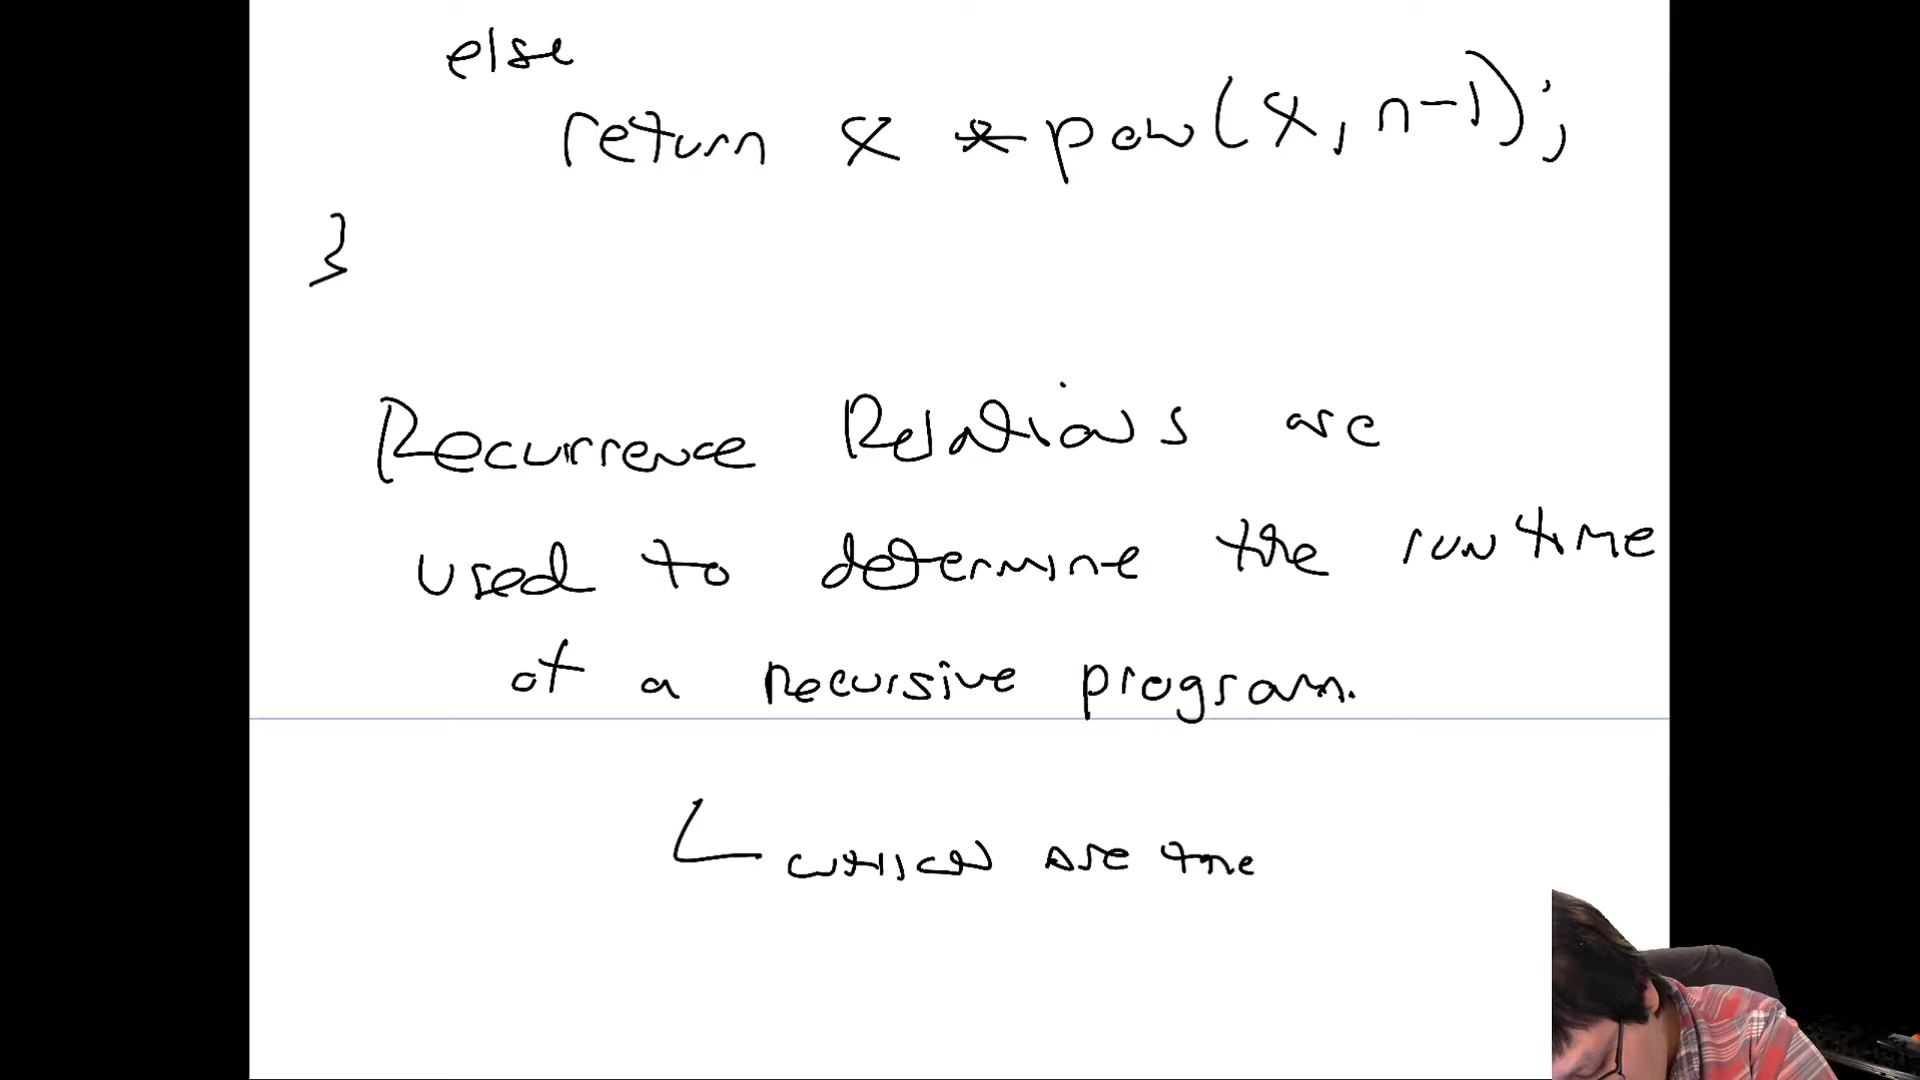 else
return x * pow(x, n-1);
}
Recurrence Relations are
used to determine the runtime
of a recursive program.
which are the